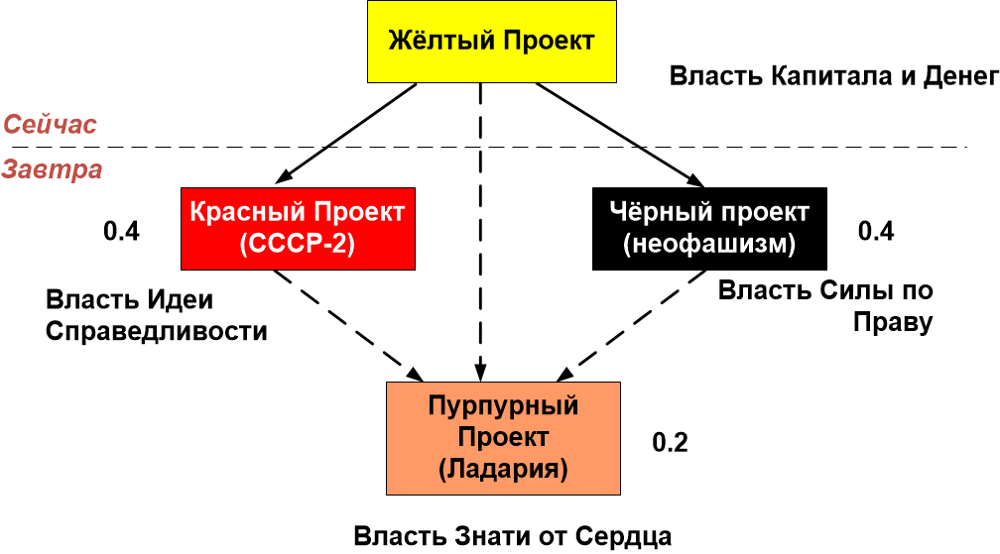 Жёлтый Проект
Власть Капитала и Денег
Сейчас
Завтра
Красный Проект
(СССР-2)
0.4
Чёрный проект
(неофашизм)
0.4
Власть Идеи
Справедливости
Власть Силы по
Праву
Пурпурный
Проект
(Ладария)
0.2
Власть Знати от Сердца